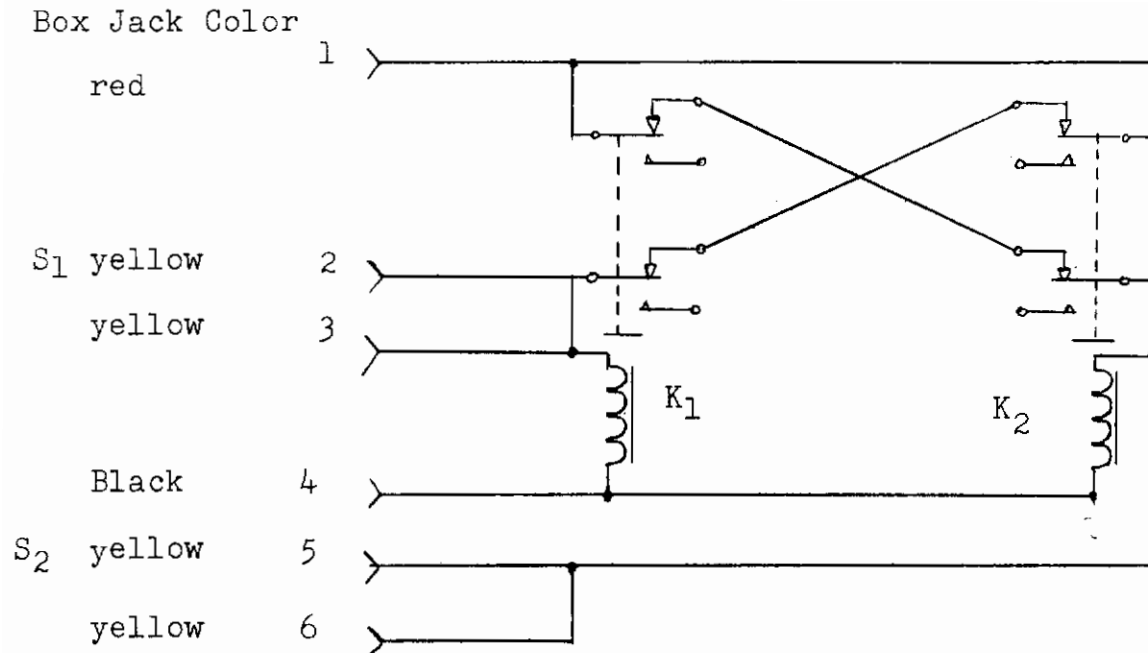 Box Jack Color
red 1
S1 yellow 2
yellow 3
K1
K2
Black 4
S2 yellow 5
yellow 6